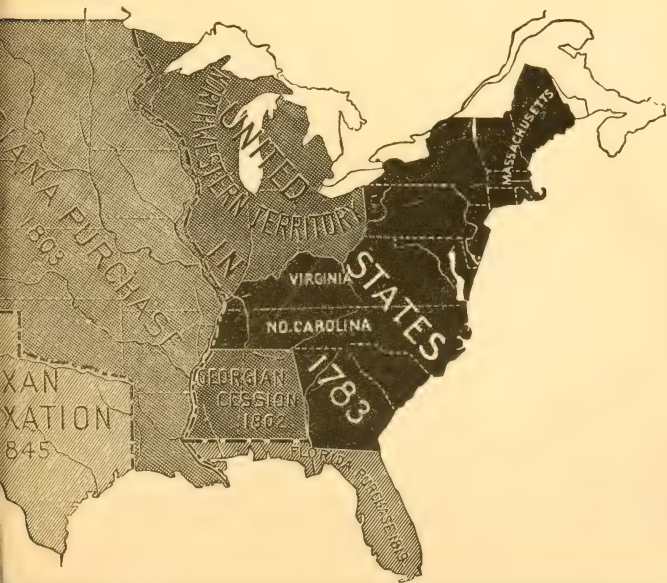 UNITED
STATES
IN
1783
NORTHWESTERN TERRITORY
MASSACHUSETTS
ANA PURCHASE
1803
VIRGINIA
NO. CAROLINA
GEORGIAN
CESSION
1802
XAN
XATION
845
FLORIDA PURCHASE 1819